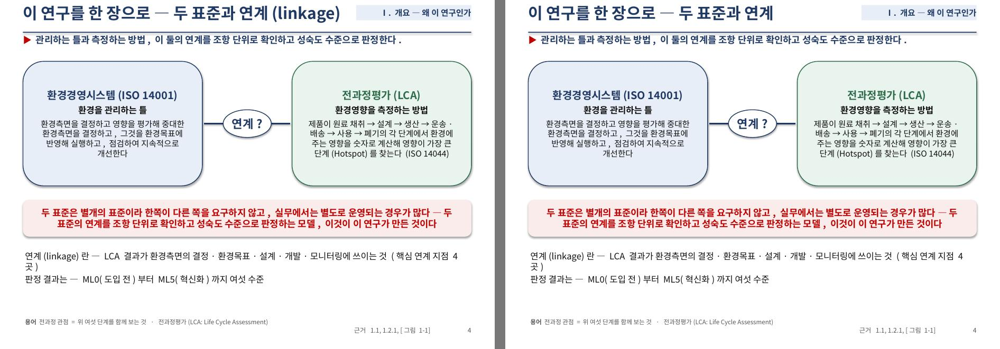 이 연구를 한 장으로 — 두 표준과 연계 (linkage)
Ⅰ. 개요 — 왜 이 연구인가
▶ 관리하는 틀과 측정하는 방법 , 이 둘의 연계를 조항 단위로 확인하고 성숙도 수준으로 판정한다 .
환경경영시스템 (ISO 14001)
환경을 관리하는 틀
환경측면을 결정하고 영향을 평가해 중대한
환경측면을 결정하고 , 그것을 환경목표에
반영해 실행하고 , 점검하여 지속적으로
개선한다
연계 ?
전과정평가 (LCA)
환경영향을 측정하는 방법
제품이 원료 채취 → 설계 → 생산 → 운송 ·
배송 → 사용 → 폐기의 각 단계에서 환경에
주는 영향을 숫자로 계산해 영향이 가장 큰
단계 (Hotspot) 를 찾는다 (ISO 14044)
두 표준은 별개의 표준이라 한쪽이 다른 쪽을 요구하지 않고 , 실무에서는 별도로 운영되는 경우가 많다 — 두
표준의 연계를 조항 단위로 확인하고 성숙도 수준으로 판정하는 모델 , 이것이 이 연구가 만든 것이다
연계 (linkage) 란 — LCA 결과가 환경측면의 결정 · 환경목표 · 설계 · 개발 · 모니터링에 쓰이는 것 ( 핵심 연계 지점 4
곳 )
판정 결과는 — ML0( 도입 전 ) 부터 ML5( 혁신화 ) 까지 여섯 수준
용어 전과정 관점 = 위 여섯 단계를 함께 보는 것 · 전과정평가 (LCA: Life Cycle Assessment)
근거 1.1, 1.2.1, [ 그림 1-1]
4
이 연구를 한 장으로 — 두 표준과 연계
Ⅰ. 개요 — 왜 이 연구인가
▶ 관리하는 틀과 측정하는 방법 , 이 둘의 연계를 조항 단위로 확인하고 성숙도 수준으로 판정한다 .
환경경영시스템 (ISO 14001)
환경을 관리하는 틀
환경측면을 결정하고 영향을 평가해 중대한
환경측면을 결정하고 , 그것을 환경목표에
반영해 실행하고 , 점검하여 지속적으로
개선한다
연계 ?
전과정평가 (LCA)
환경영향을 측정하는 방법
제품이 원료 채취 → 설계 → 생산 → 운송 ·
배송 → 사용 → 폐기의 각 단계에서 환경에
주는 영향을 숫자로 계산해 영향이 가장 큰
단계 (Hotspot) 를 찾는다 (ISO 14044)
두 표준은 별개의 표준이라 한쪽이 다른 쪽을 요구하지 않고 , 실무에서는 별도로 운영되는 경우가 많다 — 두
표준의 연계를 조항 단위로 확인하고 성숙도 수준으로 판정하는 모델 , 이것이 이 연구가 만든 것이다
연계 (linkage) 란 — LCA 결과가 환경측면의 결정 · 환경목표 · 설계 · 개발 · 모니터링에 쓰이는 것 ( 핵심 연계 지점 4
곳 )
판정 결과는 — ML0( 도입 전 ) 부터 ML5( 혁신화 ) 까지 여섯 수준
용어 전과정 관점 = 위 여섯 단계를 함께 보는 것 · 전과정평가 (LCA: Life Cycle Assessment)
근거 1.1, 1.2.1, [ 그림 1-1]
4